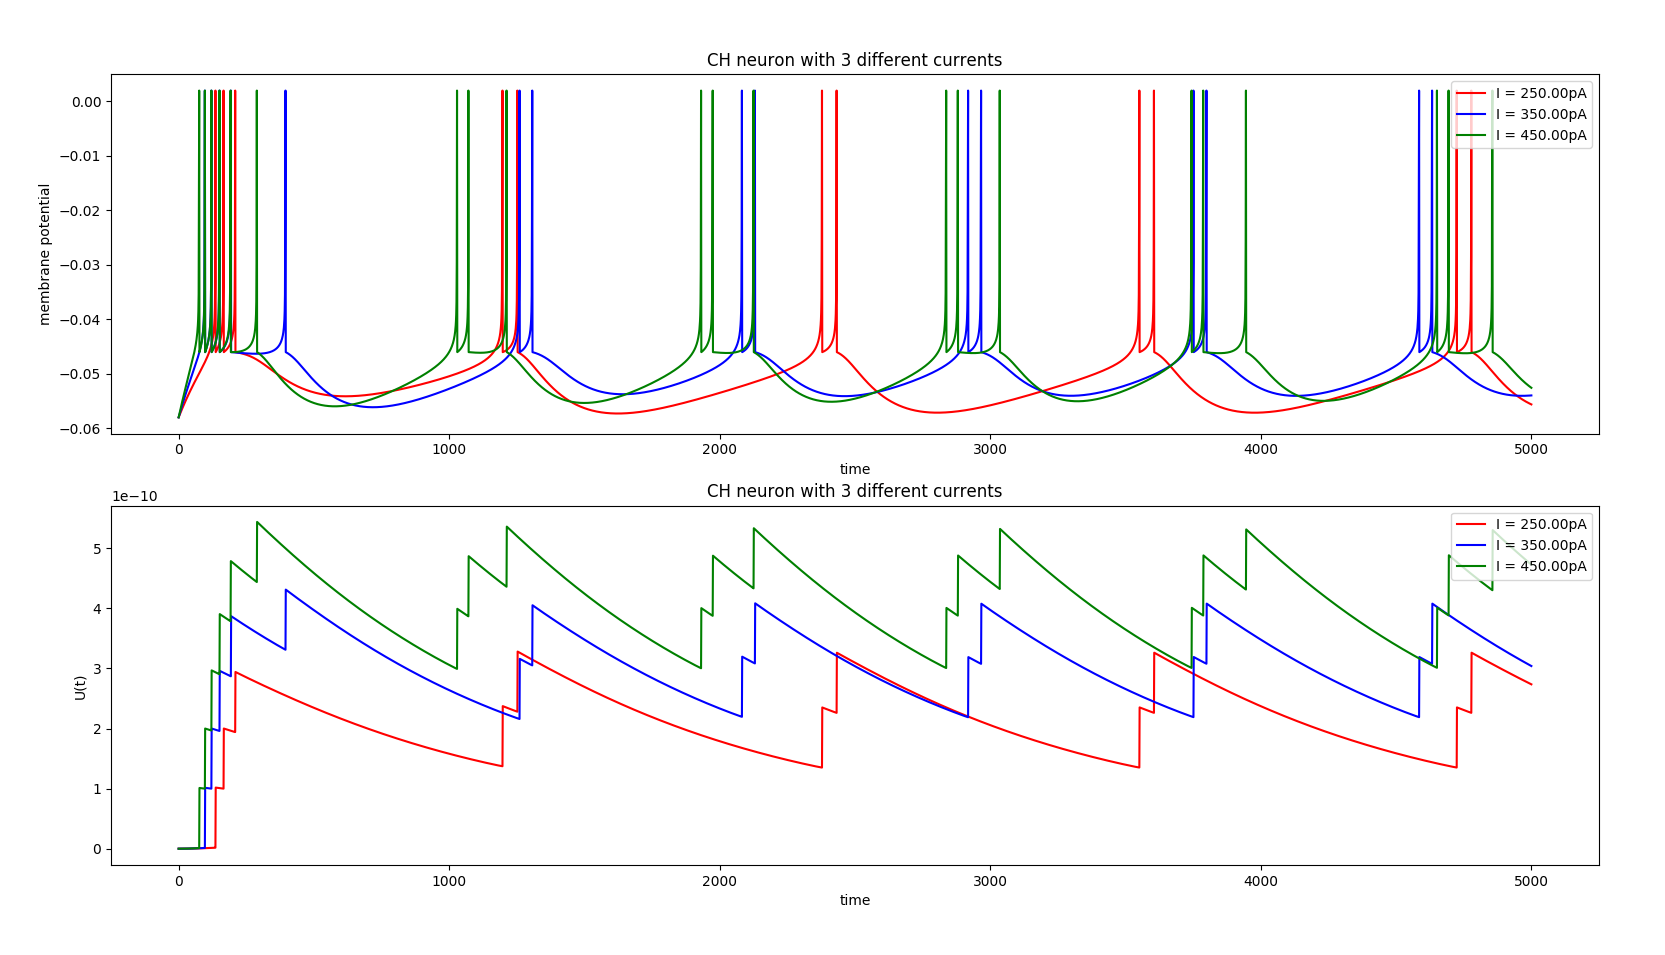 CH neuron with 3 different currents
0.00
−0.01
−0.02
−0.03
−0.04
−0.05
−0.06
membrane potential
I = 250.00pA
I = 350.00pA
I = 450.00pA
0 1000 2000 3000 4000 5000
time
CH neuron with 3 different currents
1e−10
5
4
3
2
1
0
U(t)
I = 250.00pA
I = 350.00pA
I = 450.00pA
0 1000 2000 3000 4000 5000
time